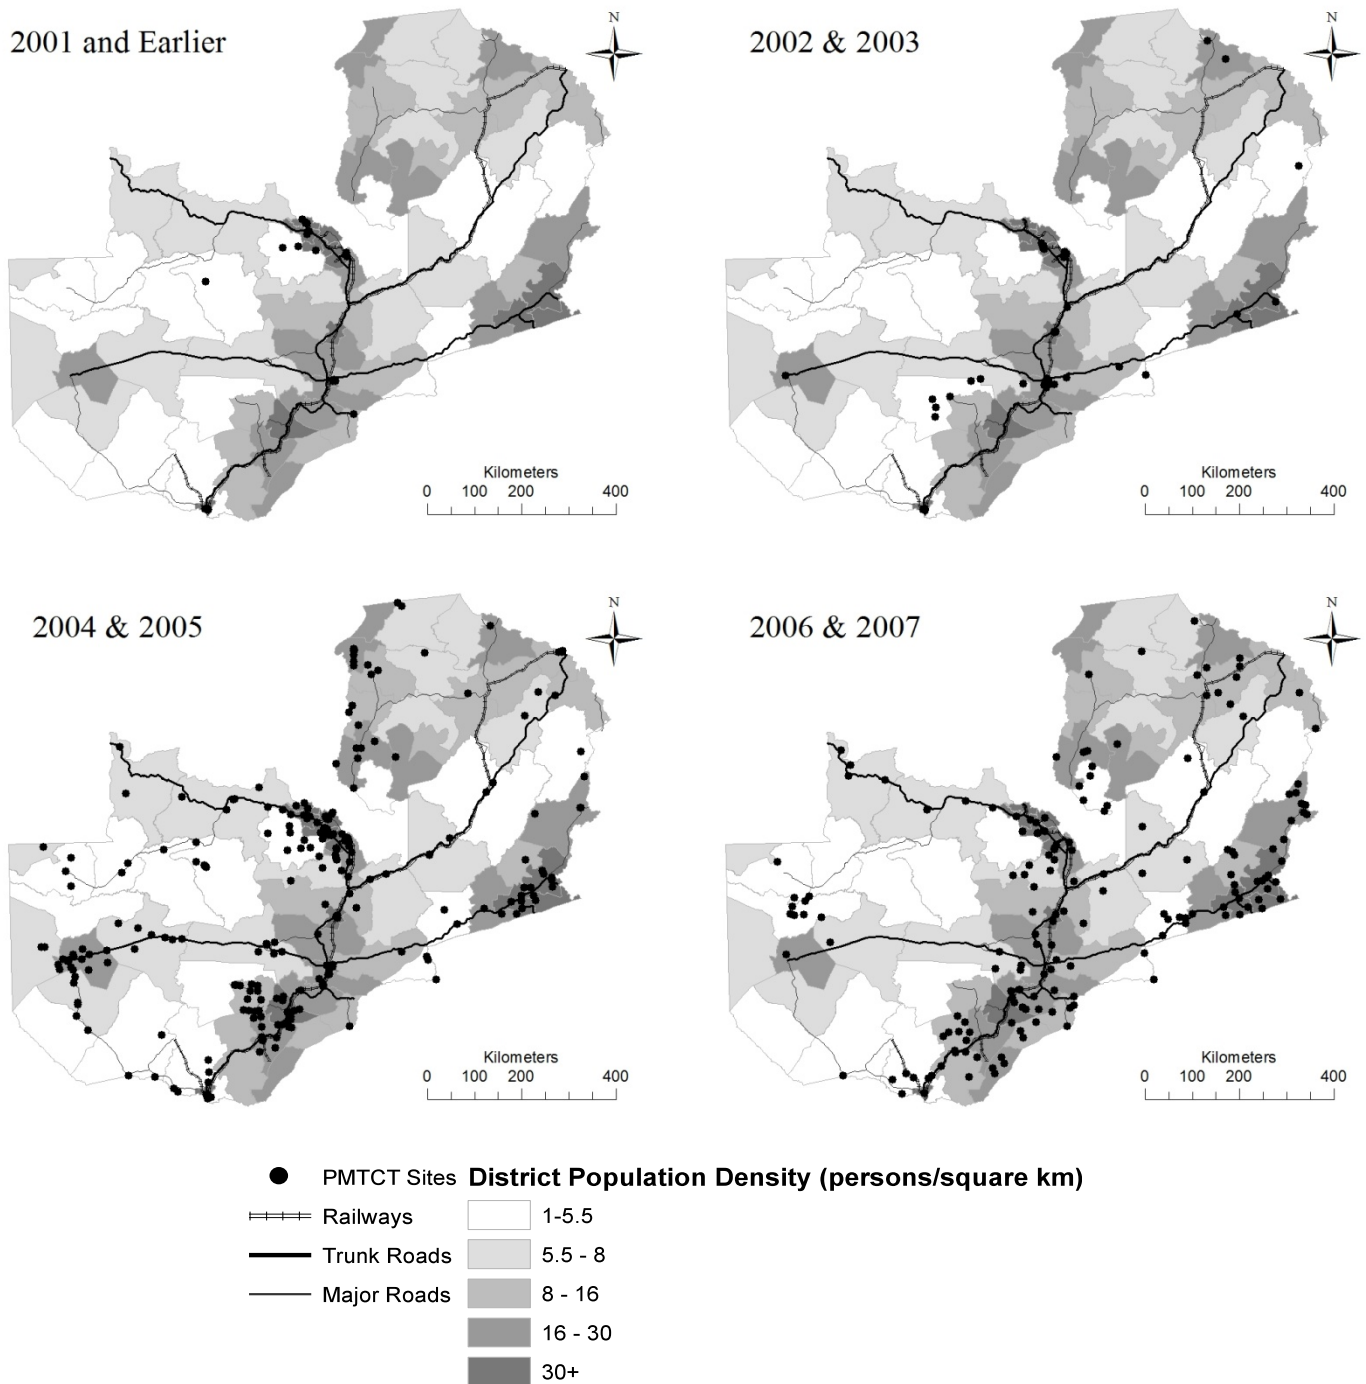 2001 and Earlier
N
2002 & 2003
N
Kilometers
0 100 200 400
Kilometers
0 100 200 400
2004 & 2005
N
2006 & 2007
N
Kilometers
0 100 200 400
Kilometers
0 100 200 400
PMTCT Sites
Railways
Trunk Roads
Major Roads
District Population Density (persons/square km)
1-5.5
5.5 - 8
8 - 16
16 - 30
30+